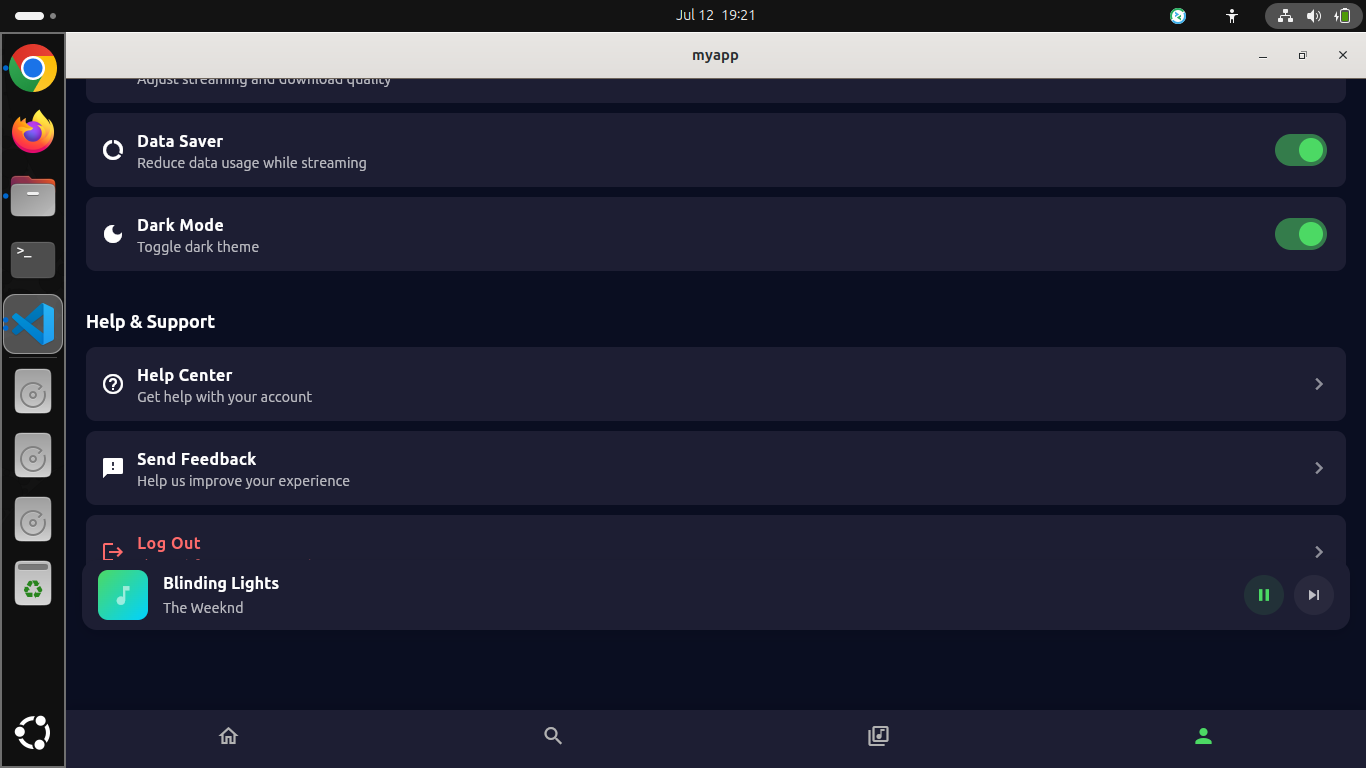 Jul 12 19:21
myapp
Adjust streaming and download quality
Data Saver
Reduce data usage while streaming
Dark Mode
Toggle dark theme
Help & Support
Help Center
Get help with your account
Send Feedback
Help us improve your experience
Log Out
Blinding Lights
The Weeknd